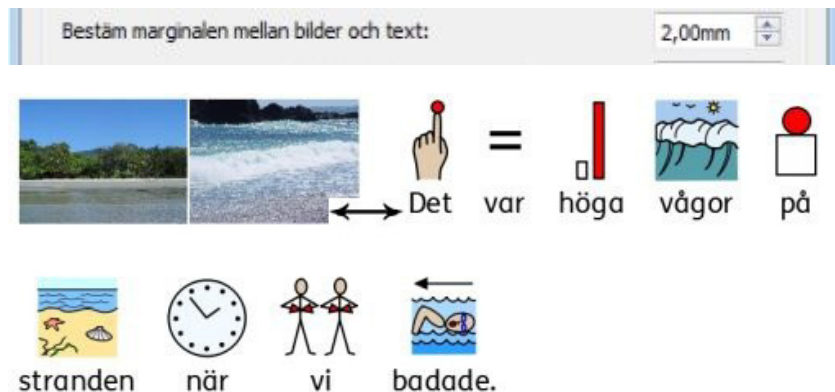 Bestäm marginalen mellan bilder och text: 2,00mm
Det var höga vågor på
stranden när vi badade.